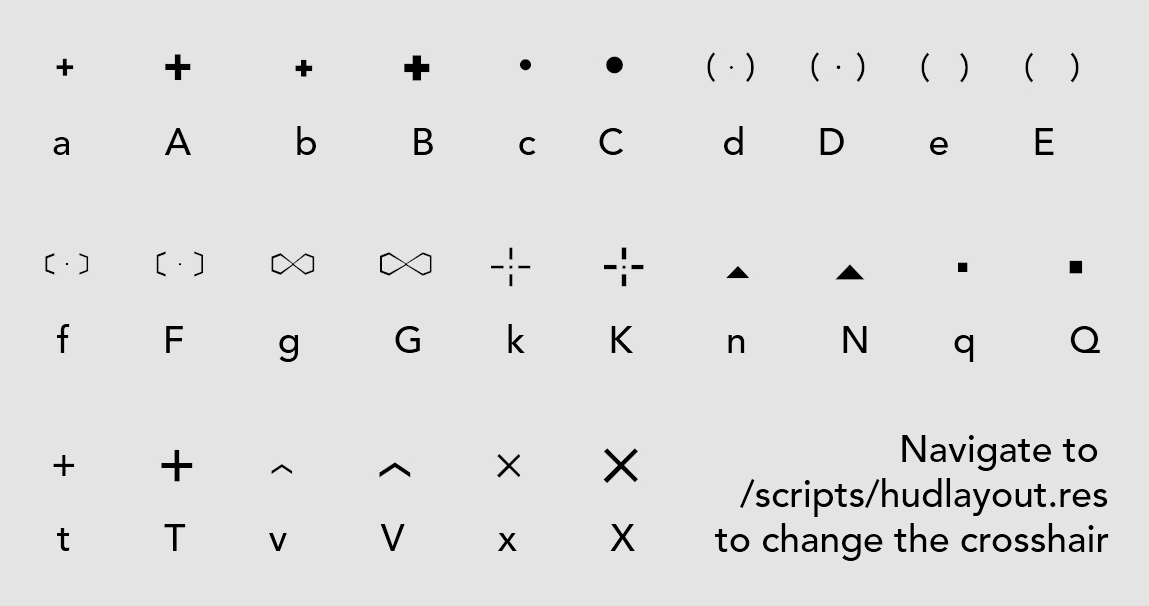 a A b B c C d D e E
f F g G k K n N q Q
t T v V x X
Navigate to
/scripts/hudlayout.res
to change the crosshair